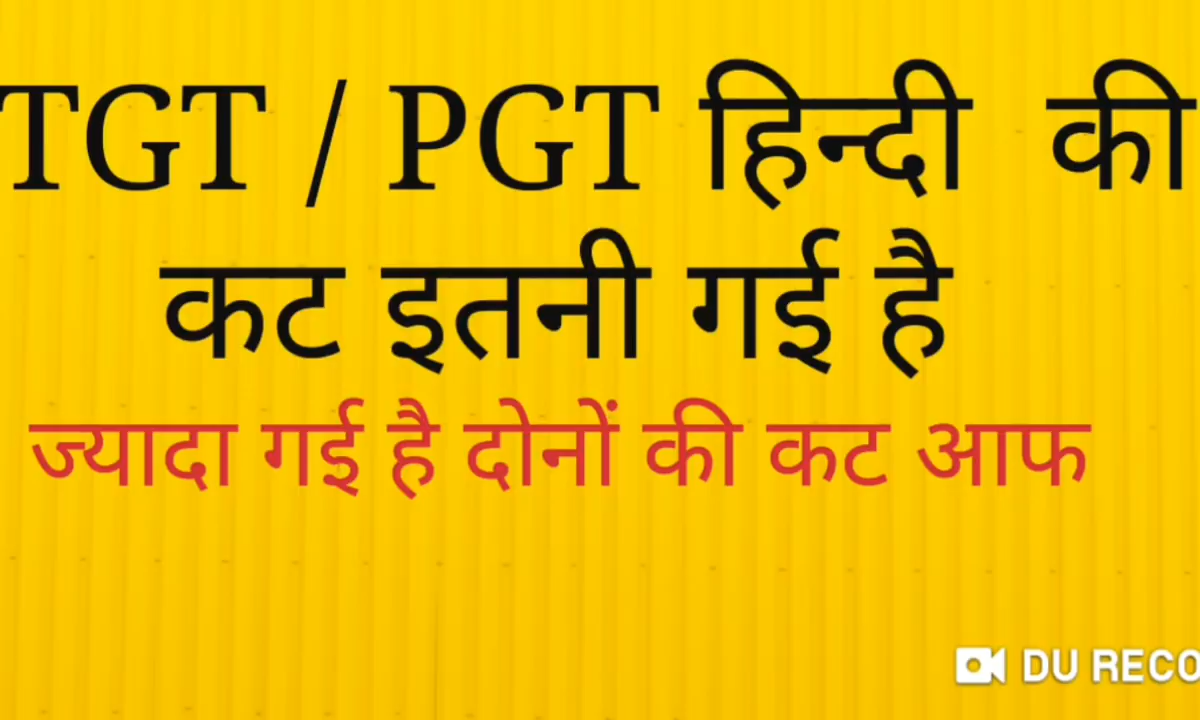 TGT / PGT हिन्दी की
कट इतनी गई है
ज्यादा गई है दोनों की कट आफ
DU RECO